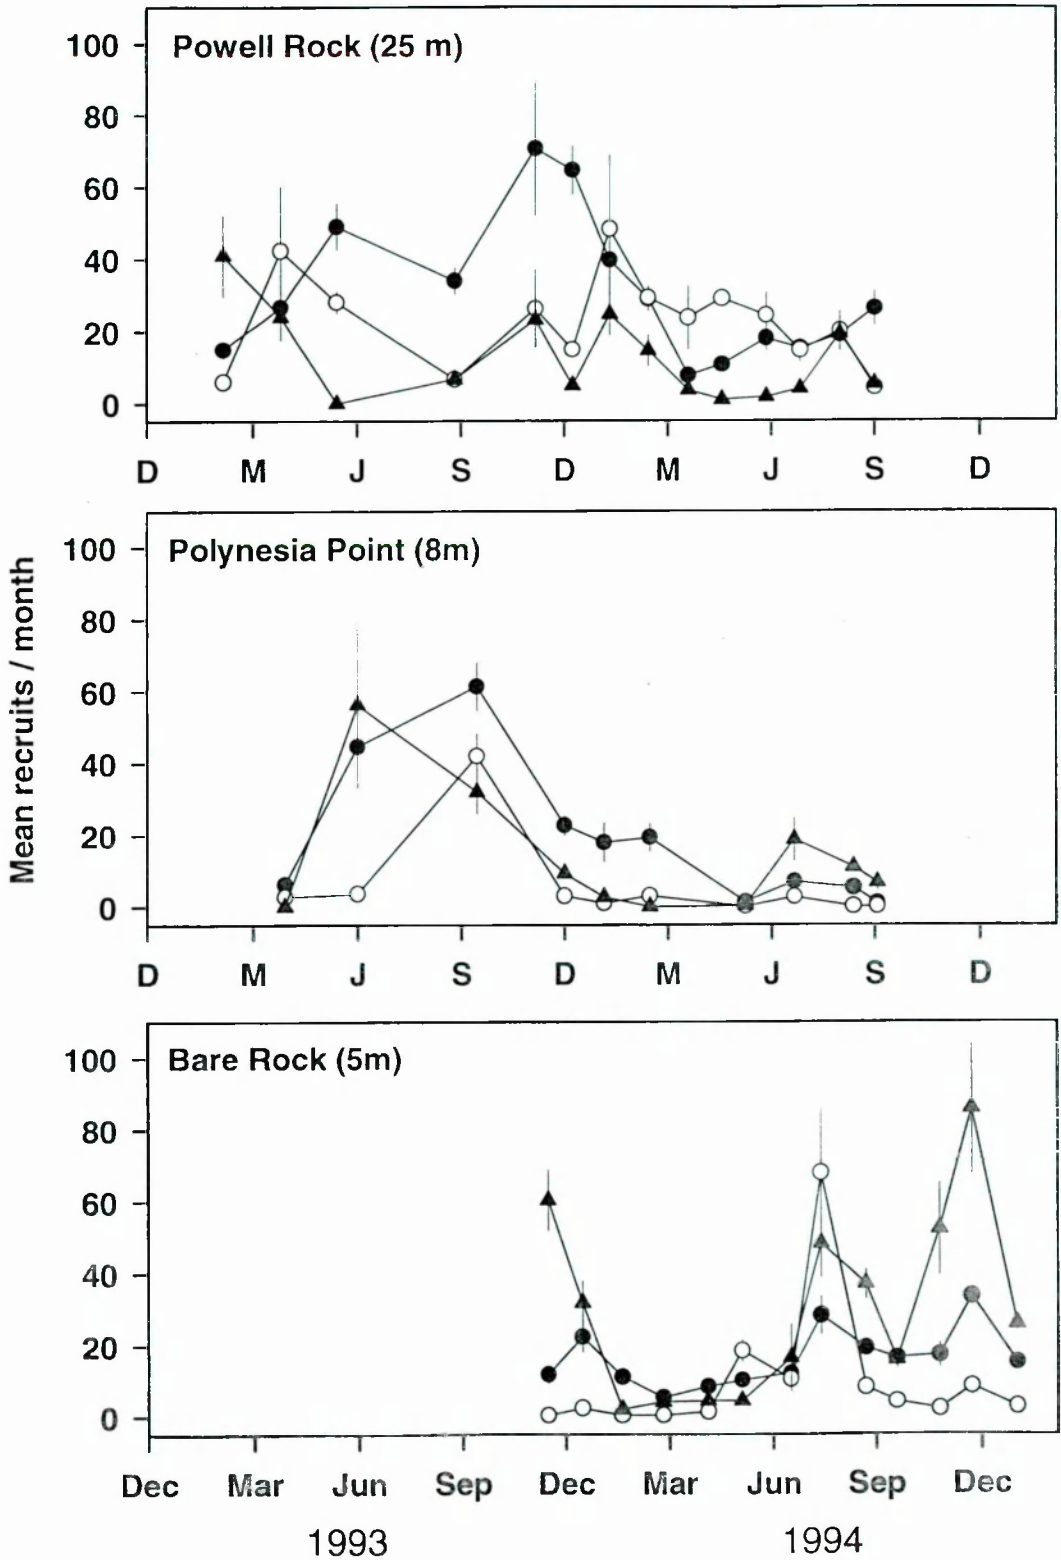 Powell Rock (25 m)
100
80
60
40
20
0
D M J S D M J S D
Mean recruits / month
Polynesia Point (8m)
100
80
60
40
20
0
D M J S D M J S D
Bare Rock (5m)
100
80
60
40
20
0
Dec Mar Jun Sep Dec Mar Jun Sep Dec
1993 1994